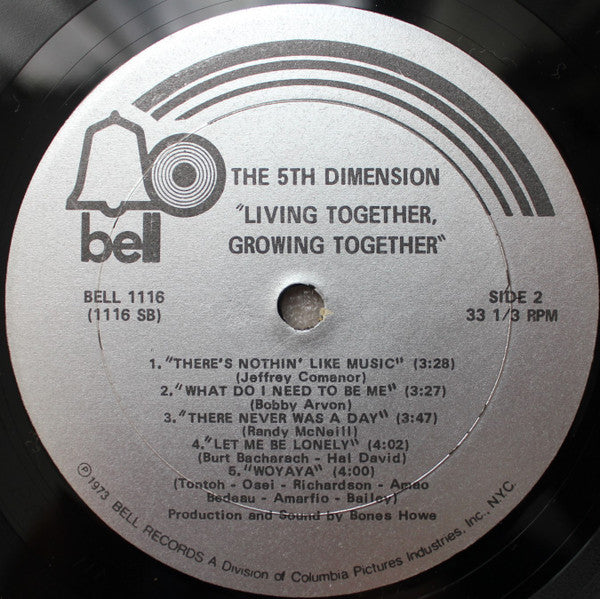 bell
THE 5TH DIMENSION
"LIVING TOGETHER,
GROWING TOGETHER"
BELL 1116
(1116 SB)
SIDE 2
33 1/3 RPM
1. "THERE'S NOTHIN' LIKE MUSIC" (3:28)
(Jeffrey Comanor)
2. "WHAT DO I NEED TO BE ME" (3:27)
(Bobby Arvon)
3. "THERE NEVER WAS A DAY" (3:47)
(Randy McNeill)
4. "LET ME BE LONELY" (4:02)
(Burt Bacharach - Hal David)
5. "WOYAYA" (4:00)
(Tontoh - Osei - Richardson - Amao
Bedeau - Amarfio - Bailey)
Production and Sound by Bones Howe
℗ 1973 BELL RECORDS A Division of Columbia Pictures Industries, Inc., NYC.